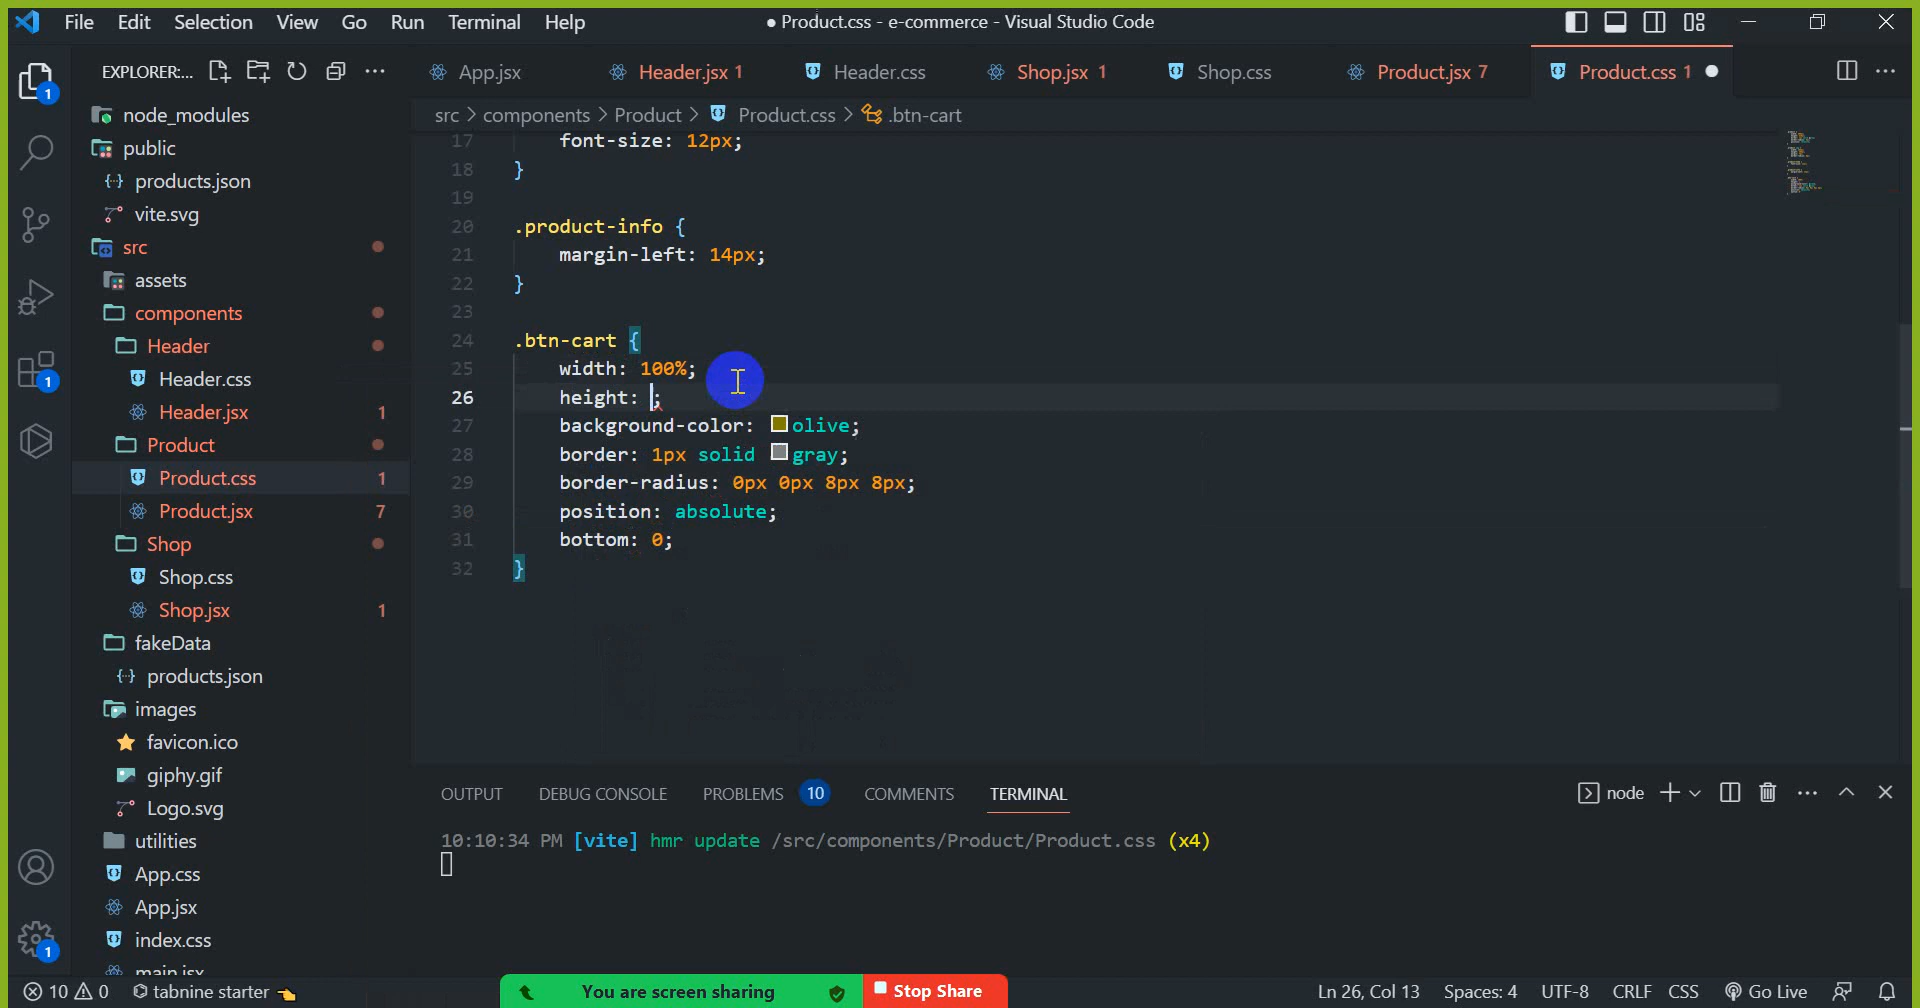 File Edit Selection View Go Run Terminal Help
● Product.css - e-commerce - Visual Studio Code
EXPLORER:...
App.jsx
Header.jsx 1
Header.css
Shop.jsx 1
Shop.css
Product.jsx 7
Product.css 1
src > components > Product > Product.css > .btn-cart
node_modules
public
products.json
vite.svg
src
assets
components
Header
Header.css
Header.jsx 1
Product
Product.css 1
Product.jsx 7
Shop
Shop.css
Shop.jsx 1
fakeData
products.json
images
favicon.ico
giphy.gif
Logo.svg
utilities
App.css
App.jsx
index.css
main.jsx
1
1
1
17 font-size: 12px;
18 }
19
20 .product-info {
21 margin-left: 14px;
22 }
23
24 .btn-cart {
25 width: 100%;
26 height: ;
27 background-color: olive;
28 border: 1px solid gray;
29 border-radius: 0px 0px 8px 8px;
30 position: absolute;
31 bottom: 0;
32 }
OUTPUT DEBUG CONSOLE PROBLEMS 10 COMMENTS TERMINAL
node
10:10:34 PM [vite] hmr update /src/components/Product/Product.css (x4)
10 0 tabnine starter
You are screen sharing
Stop Share
Ln 26, Col 13 Spaces: 4 UTF-8 CRLF CSS Go Live